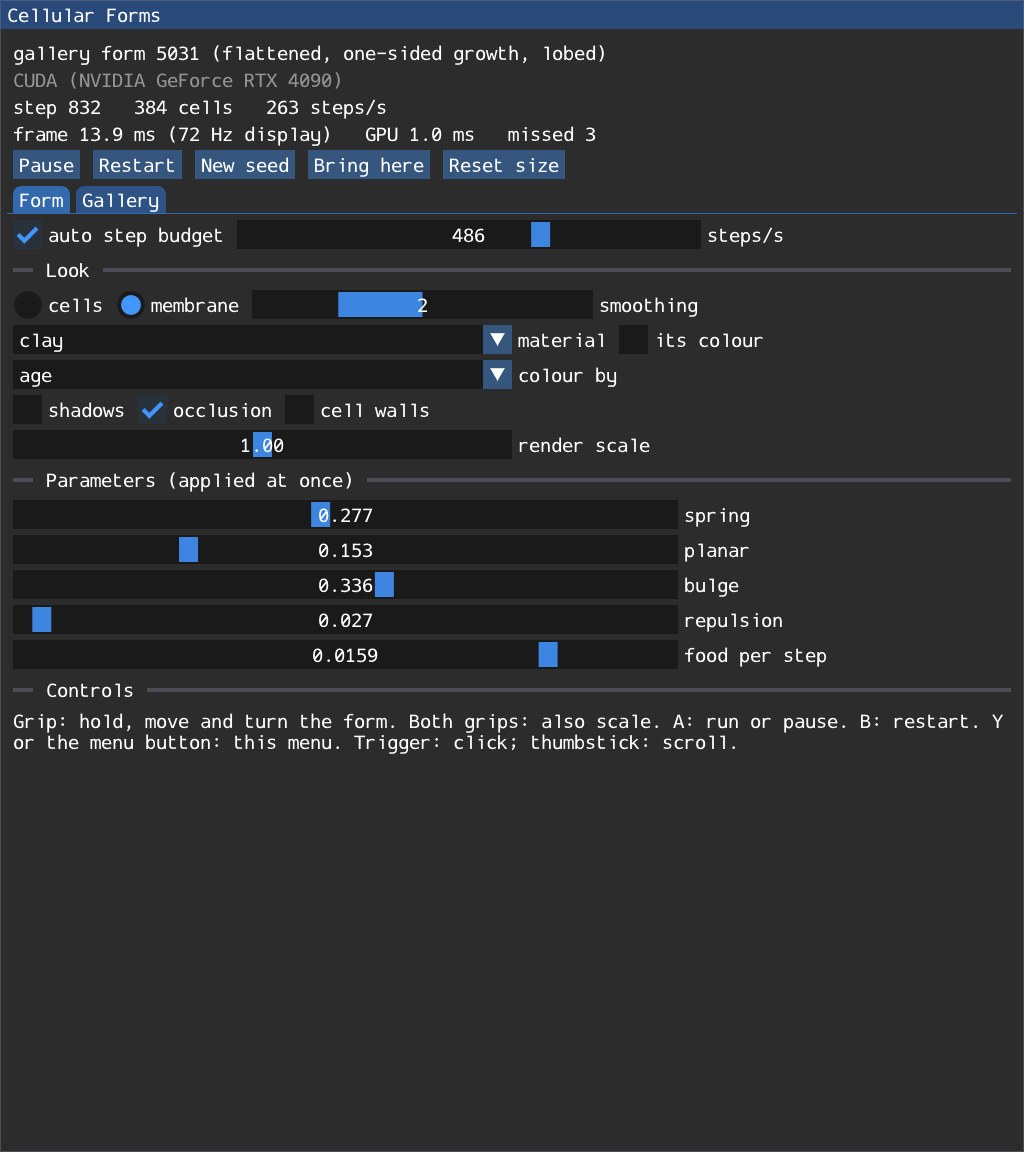 Cellular Forms
gallery form 5031 (flattened, one-sided growth, lobed)
CUDA (NVIDIA GeForce RTX 4090)
step 832 384 cells 263 steps/s
frame 13.9 ms (72 Hz display) GPU 1.0 ms missed 3
Pause Restart New seed Bring here Reset size
Form Gallery
auto step budget 486 steps/s
Look
cells membrane 2 smoothing
clay material its colour
age colour by
shadows occlusion cell walls
1.00 render scale
Parameters (applied at once)
0.277 spring
0.153 planar
0.336 bulge
0.027 repulsion
0.0159 food per step
Controls
Grip: hold, move and turn the form. Both grips: also scale. A: run or pause. B: restart. Y
or the menu button: this menu. Trigger: click; thumbstick: scroll.